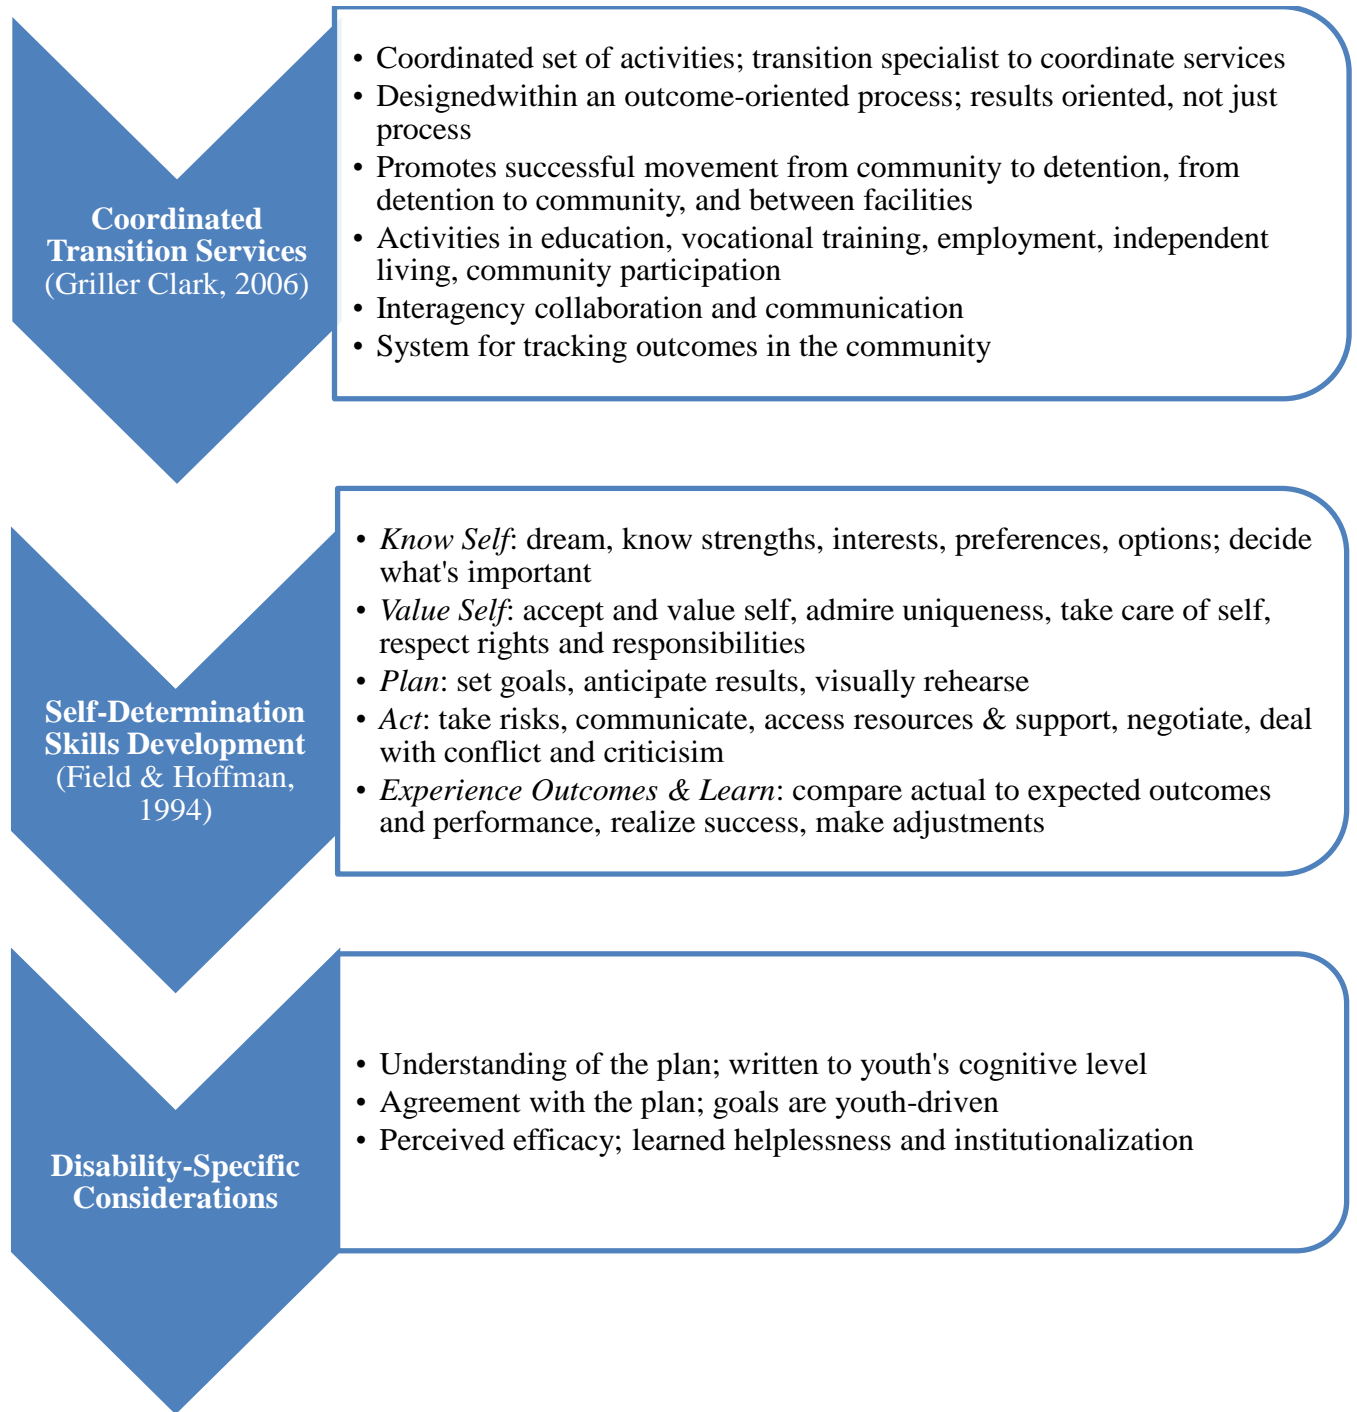 Coordinated
Transition Services
(Griller Clark, 2006)
• Coordinated set of activities; transition specialist to coordinate services
• Designedwithin an outcome-oriented process; results oriented, not just
process
• Promotes successful movement from community to detention, from
detention to community, and between facilities
• Activities in education, vocational training, employment, independent
living, community participation
• Interagency collaboration and communication
• System for tracking outcomes in the community
Self-Determination
Skills Development
(Field & Hoffman,
1994)
• Know Self: dream, know strengths, interests, preferences, options; decide
what's important
• Value Self: accept and value self, admire uniqueness, take care of self,
respect rights and responsibilities
• Plan: set goals, anticipate results, visually rehearse
• Act: take risks, communicate, access resources & support, negotiate, deal
with conflict and criticisim
• Experience Outcomes & Learn: compare actual to expected outcomes
and performance, realize success, make adjustments
Disability-Specific
Considerations
• Understanding of the plan; written to youth's cognitive level
• Agreement with the plan; goals are youth-driven
• Perceived efficacy; learned helplessness and institutionalization